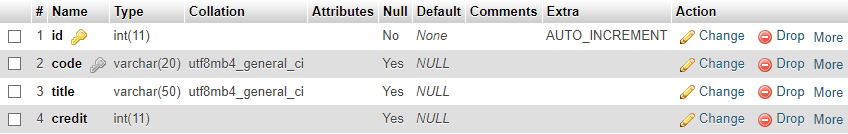 # Name Type Collation Attributes Null Default Comments Extra Action
1 id int(11) No None AUTO_INCREMENT Change Drop More
2 code varchar(20) utf8mb4_general_ci Yes NULL Change Drop More
3 title varchar(50) utf8mb4_general_ci Yes NULL Change Drop More
4 credit int(11) Yes NULL Change Drop More